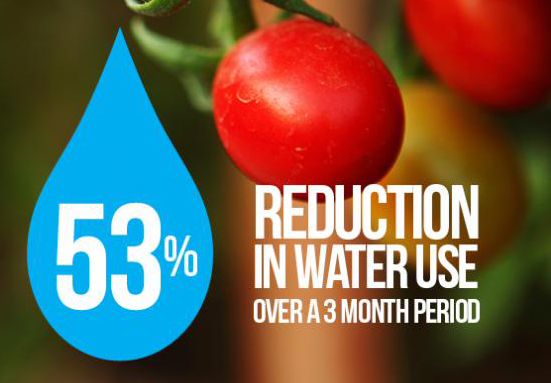 53%
REDUCTION
IN WATER USE
OVER A 3 MONTH PERIOD